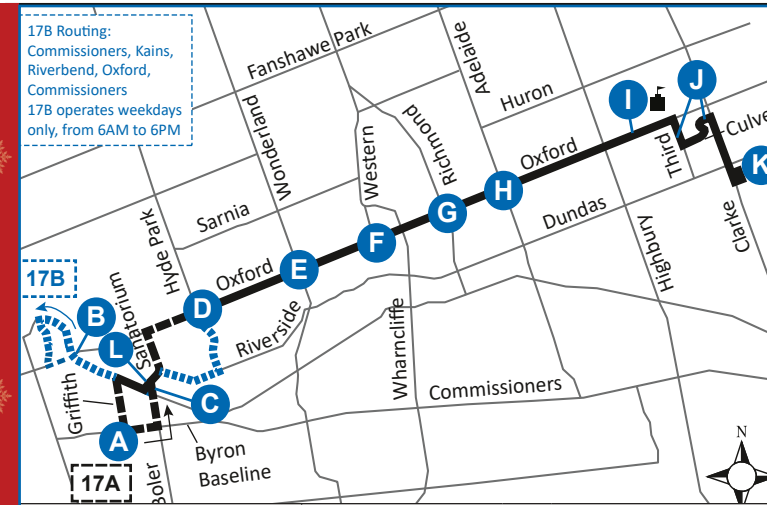 17B Routing:
Commissioners, Kains,
Riverbend, Oxford,
Commissioners
17B operates weekdays
only, from 6AM to 6PM
Fanshawe Park
Adelaide
Wonderland
Huron
I
J
Culve
Western
Richmond
Oxford
Third
K
Sarnia
H
Dundas
G
Hyde Park
F
Highbury
Clarke
17B
Oxford
E
Sanatorium
D
B
Riverside
L
Wharncliffe
Commissioners
Griffith
C
A
Byron
Baseline
N
17A
Boler